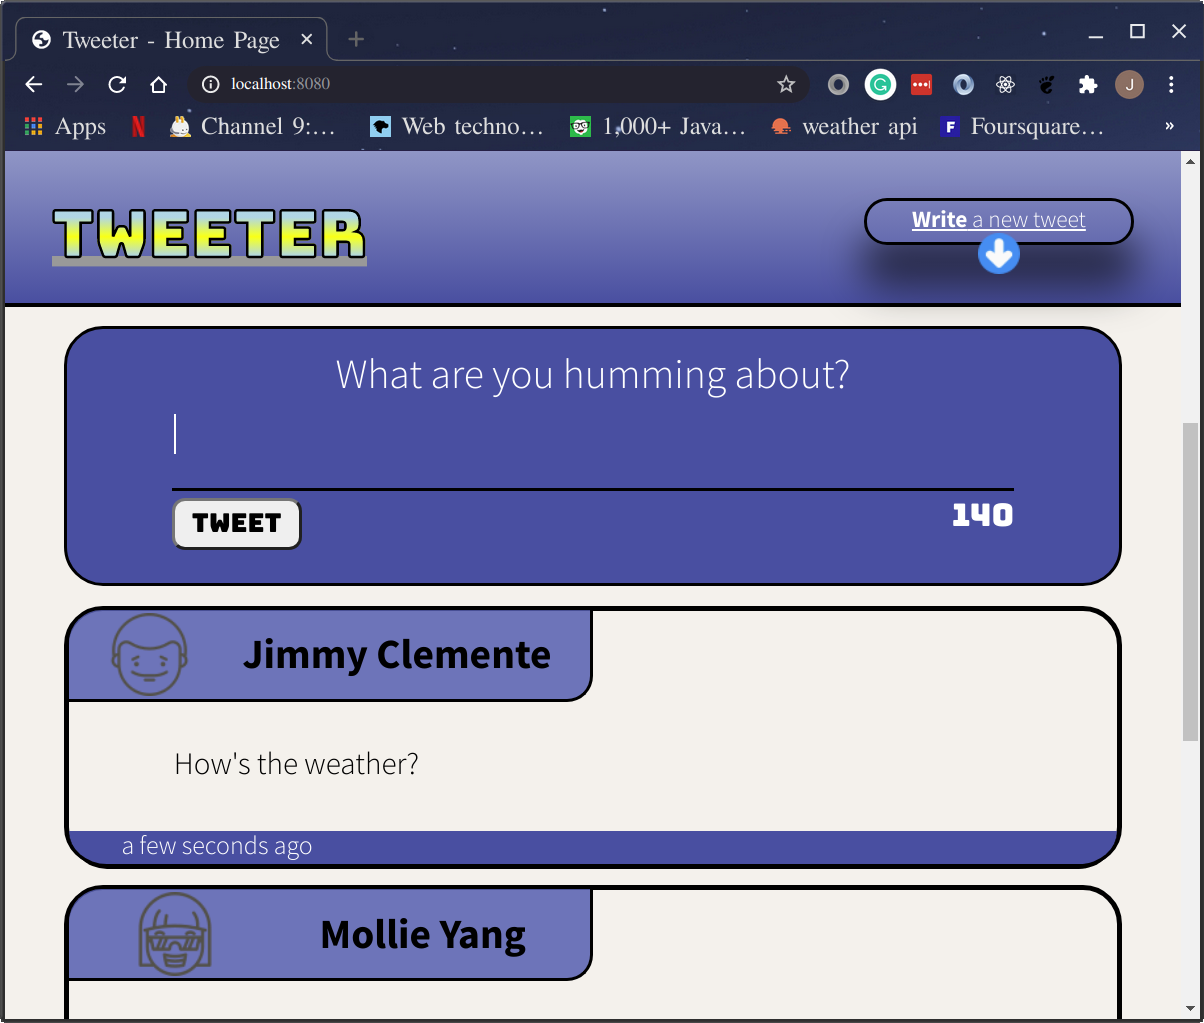 Tweeter - Home Page
localhost:8080
J
Apps
Channel 9:...
Web techno...
1,000+ Java...
weather api
F
Foursquare...
»
TWEETER
Write a new tweet
What are you humming about?
TWEET
140
Jimmy Clemente
How's the weather?
a few seconds ago
Mollie Yang